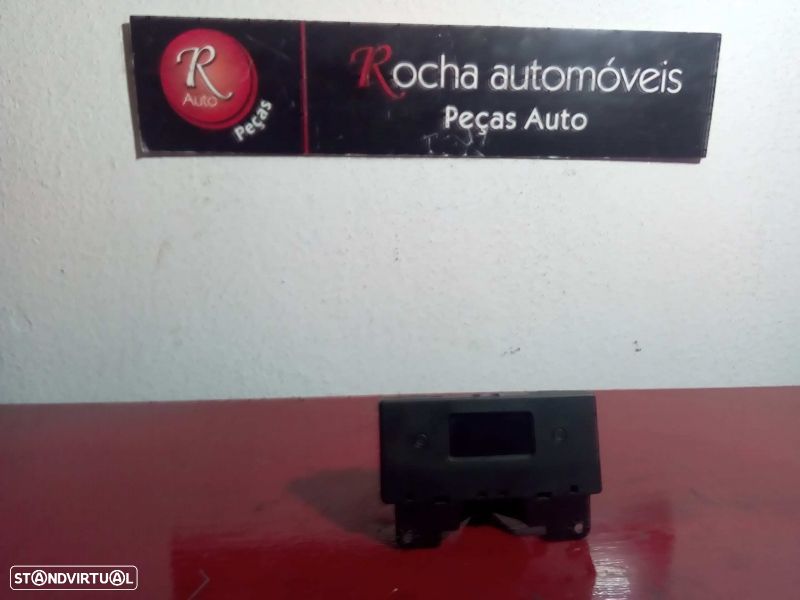 R
Auto
Peças
Rocha automóveis
Peças Auto
STANDVIRTUAL